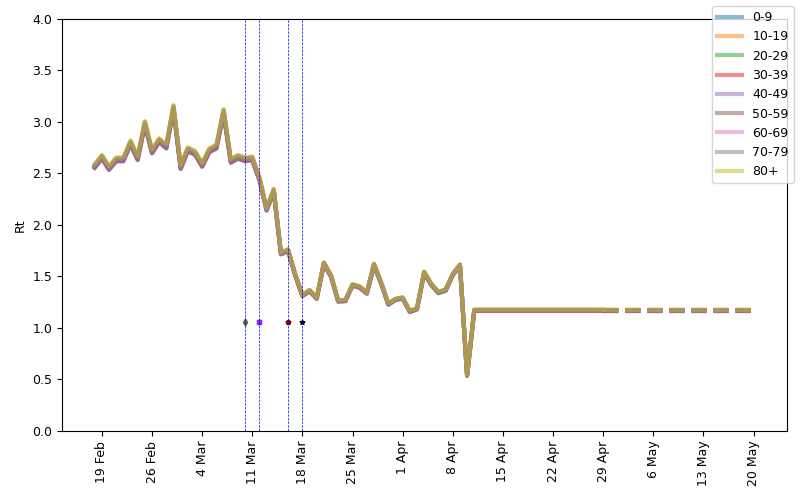 4.0
3.5
3.0
2.5
2.0
1.5
1.0
0.5
0.0
Rt
19 Feb
26 Feb
4 Mar
11 Mar
18 Mar
25 Mar
1 Apr
8 Apr
15 Apr
22 Apr
29 Apr
6 May
13 May
20 May
0-9
10-19
20-29
30-39
40-49
50-59
60-69
70-79
80+